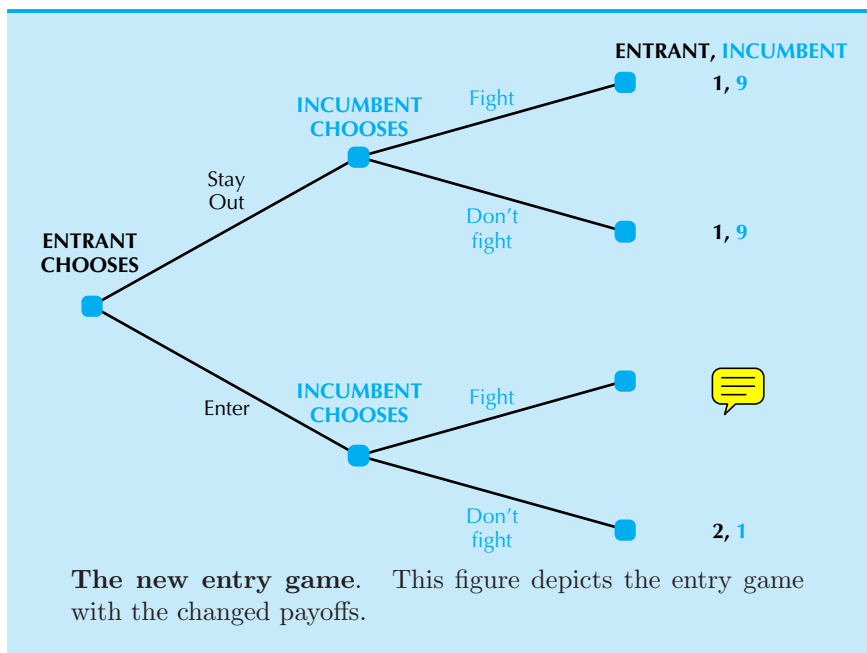 ENTRANT, INCUMBENT
1, 9
INCUMBENT
CHOOSES
Fight
Stay
Out
Don't
fight
1, 9
ENTRANT
CHOOSES
Enter
INCUMBENT
CHOOSES
Fight
Don't
fight
2, 1
The new entry game. This figure depicts the entry game
with the changed payoffs.